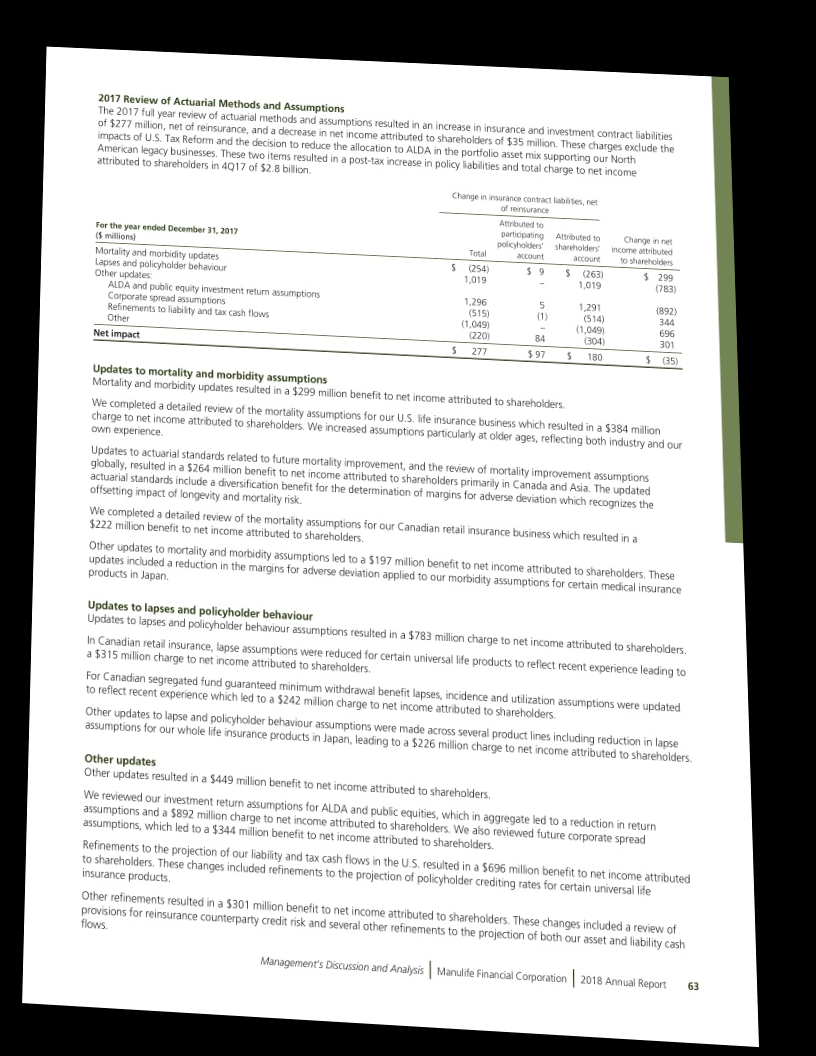 2017 Review of Actuarial Methods and Assumptions
The 2017 full year review of actuarial methods and assumptions resulted in an increase in insurance and investment contract liabilities
of $277 million, net of reinsurance, and a decrease in net income attributed to shareholders of $35 million. These charges exclude the
impacts of U.S. Tax Reform and the decision to reduce the allocation to ALDA in the portfolio asset mix supporting our North
American legacy businesses. These two items resulted in a post-tax increase in policy liabilities and total charge to net income
attributed to shareholders in 4Q17 of $2.8 billion.
Change in insurance contract liabilities, net
of reinsurance
For the year ended December 31, 2017
($ millions)
Total
Attributed to
participating
policyholders'
account
Attributed to
shareholders'
account
Change in net
income attributed
to shareholders
Mortality and morbidity updates $ (254) $ 9 $ (263) $ 299
Lapses and policyholder behaviour 1,019 – 1,019 (783)
Other updates:
ALDA and public equity investment return assumptions 1,296 5 1,291 (892)
Corporate spread assumptions (515) (1) (514) 344
Refinements to liability and tax cash flows (1,049) – (1,049) 696
Other (220) 84 (304) 301
Net impact $ 277 $ 97 $ 180 $ (35)
Updates to mortality and morbidity assumptions
Mortality and morbidity updates resulted in a $299 million benefit to net income attributed to shareholders.
We completed a detailed review of the mortality assumptions for our U.S. life insurance business which resulted in a $384 million
charge to net income attributed to shareholders. We increased assumptions particularly at older ages, reflecting both industry and our
own experience.
Updates to actuarial standards related to future mortality improvement, and the review of mortality improvement assumptions
globally, resulted in a $264 million benefit to net income attributed to shareholders primarily in Canada and Asia. The updated
actuarial standards include a diversification benefit for the determination of margins for adverse deviation which recognizes the
offsetting impact of longevity and mortality risk.
We completed a detailed review of the mortality assumptions for our Canadian retail insurance business which resulted in a
$222 million benefit to net income attributed to shareholders.
Other updates to mortality and morbidity assumptions led to a $197 million benefit to net income attributed to shareholders. These
updates included a reduction in the margins for adverse deviation applied to our morbidity assumptions for certain medical insurance
products in Japan.
Updates to lapses and policyholder behaviour
Updates to lapses and policyholder behaviour assumptions resulted in a $783 million charge to net income attributed to shareholders.
In Canadian retail insurance, lapse assumptions were reduced for certain universal life products to reflect recent experience leading to
a $315 million charge to net income attributed to shareholders.
For Canadian segregated fund guaranteed minimum withdrawal benefit lapses, incidence and utilization assumptions were updated
to reflect recent experience which led to a $242 million charge to net income attributed to shareholders.
Other updates to lapse and policyholder behaviour assumptions were made across several product lines including reduction in lapse
assumptions for our whole life insurance products in Japan, leading to a $226 million charge to net income attributed to shareholders.
Other updates
Other updates resulted in a $449 million benefit to net income attributed to shareholders.
We reviewed our investment return assumptions for ALDA and public equities, which in aggregate led to a reduction in return
assumptions and a $892 million charge to net income attributed to shareholders. We also reviewed future corporate spread
assumptions, which led to a $344 million benefit to net income attributed to shareholders.
Refinements to the projection of our liability and tax cash flows in the U.S. resulted in a $696 million benefit to net income attributed
to shareholders. These changes included refinements to the projection of policyholder crediting rates for certain universal life
insurance products.
Other refinements resulted in a $301 million benefit to net income attributed to shareholders. These changes included a review of
provisions for reinsurance counterparty credit risk and several other refinements to the projection of both our asset and liability cash
flows.
Management's Discussion and Analysis | Manulife Financial Corporation | 2018 Annual Report 63